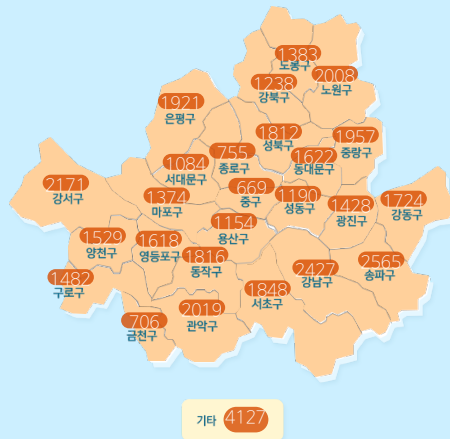 1383
노봉구
2008
노원구
1238
강북구
1921
은평구
1957
중랑구
1812
성북구
1622
동대문구
755
종로구
1084
서대문구
2171
강서구
1374
마포구
669
중구
1190
성동구
1428
광진구
1724
강동구
1154
용산구
1529
양천구
1618
영등포구
1816
동작구
2565
송파구
2427
강남구
1482
구로구
1848
서초구
2019
관악구
706
금천구
기타 4127